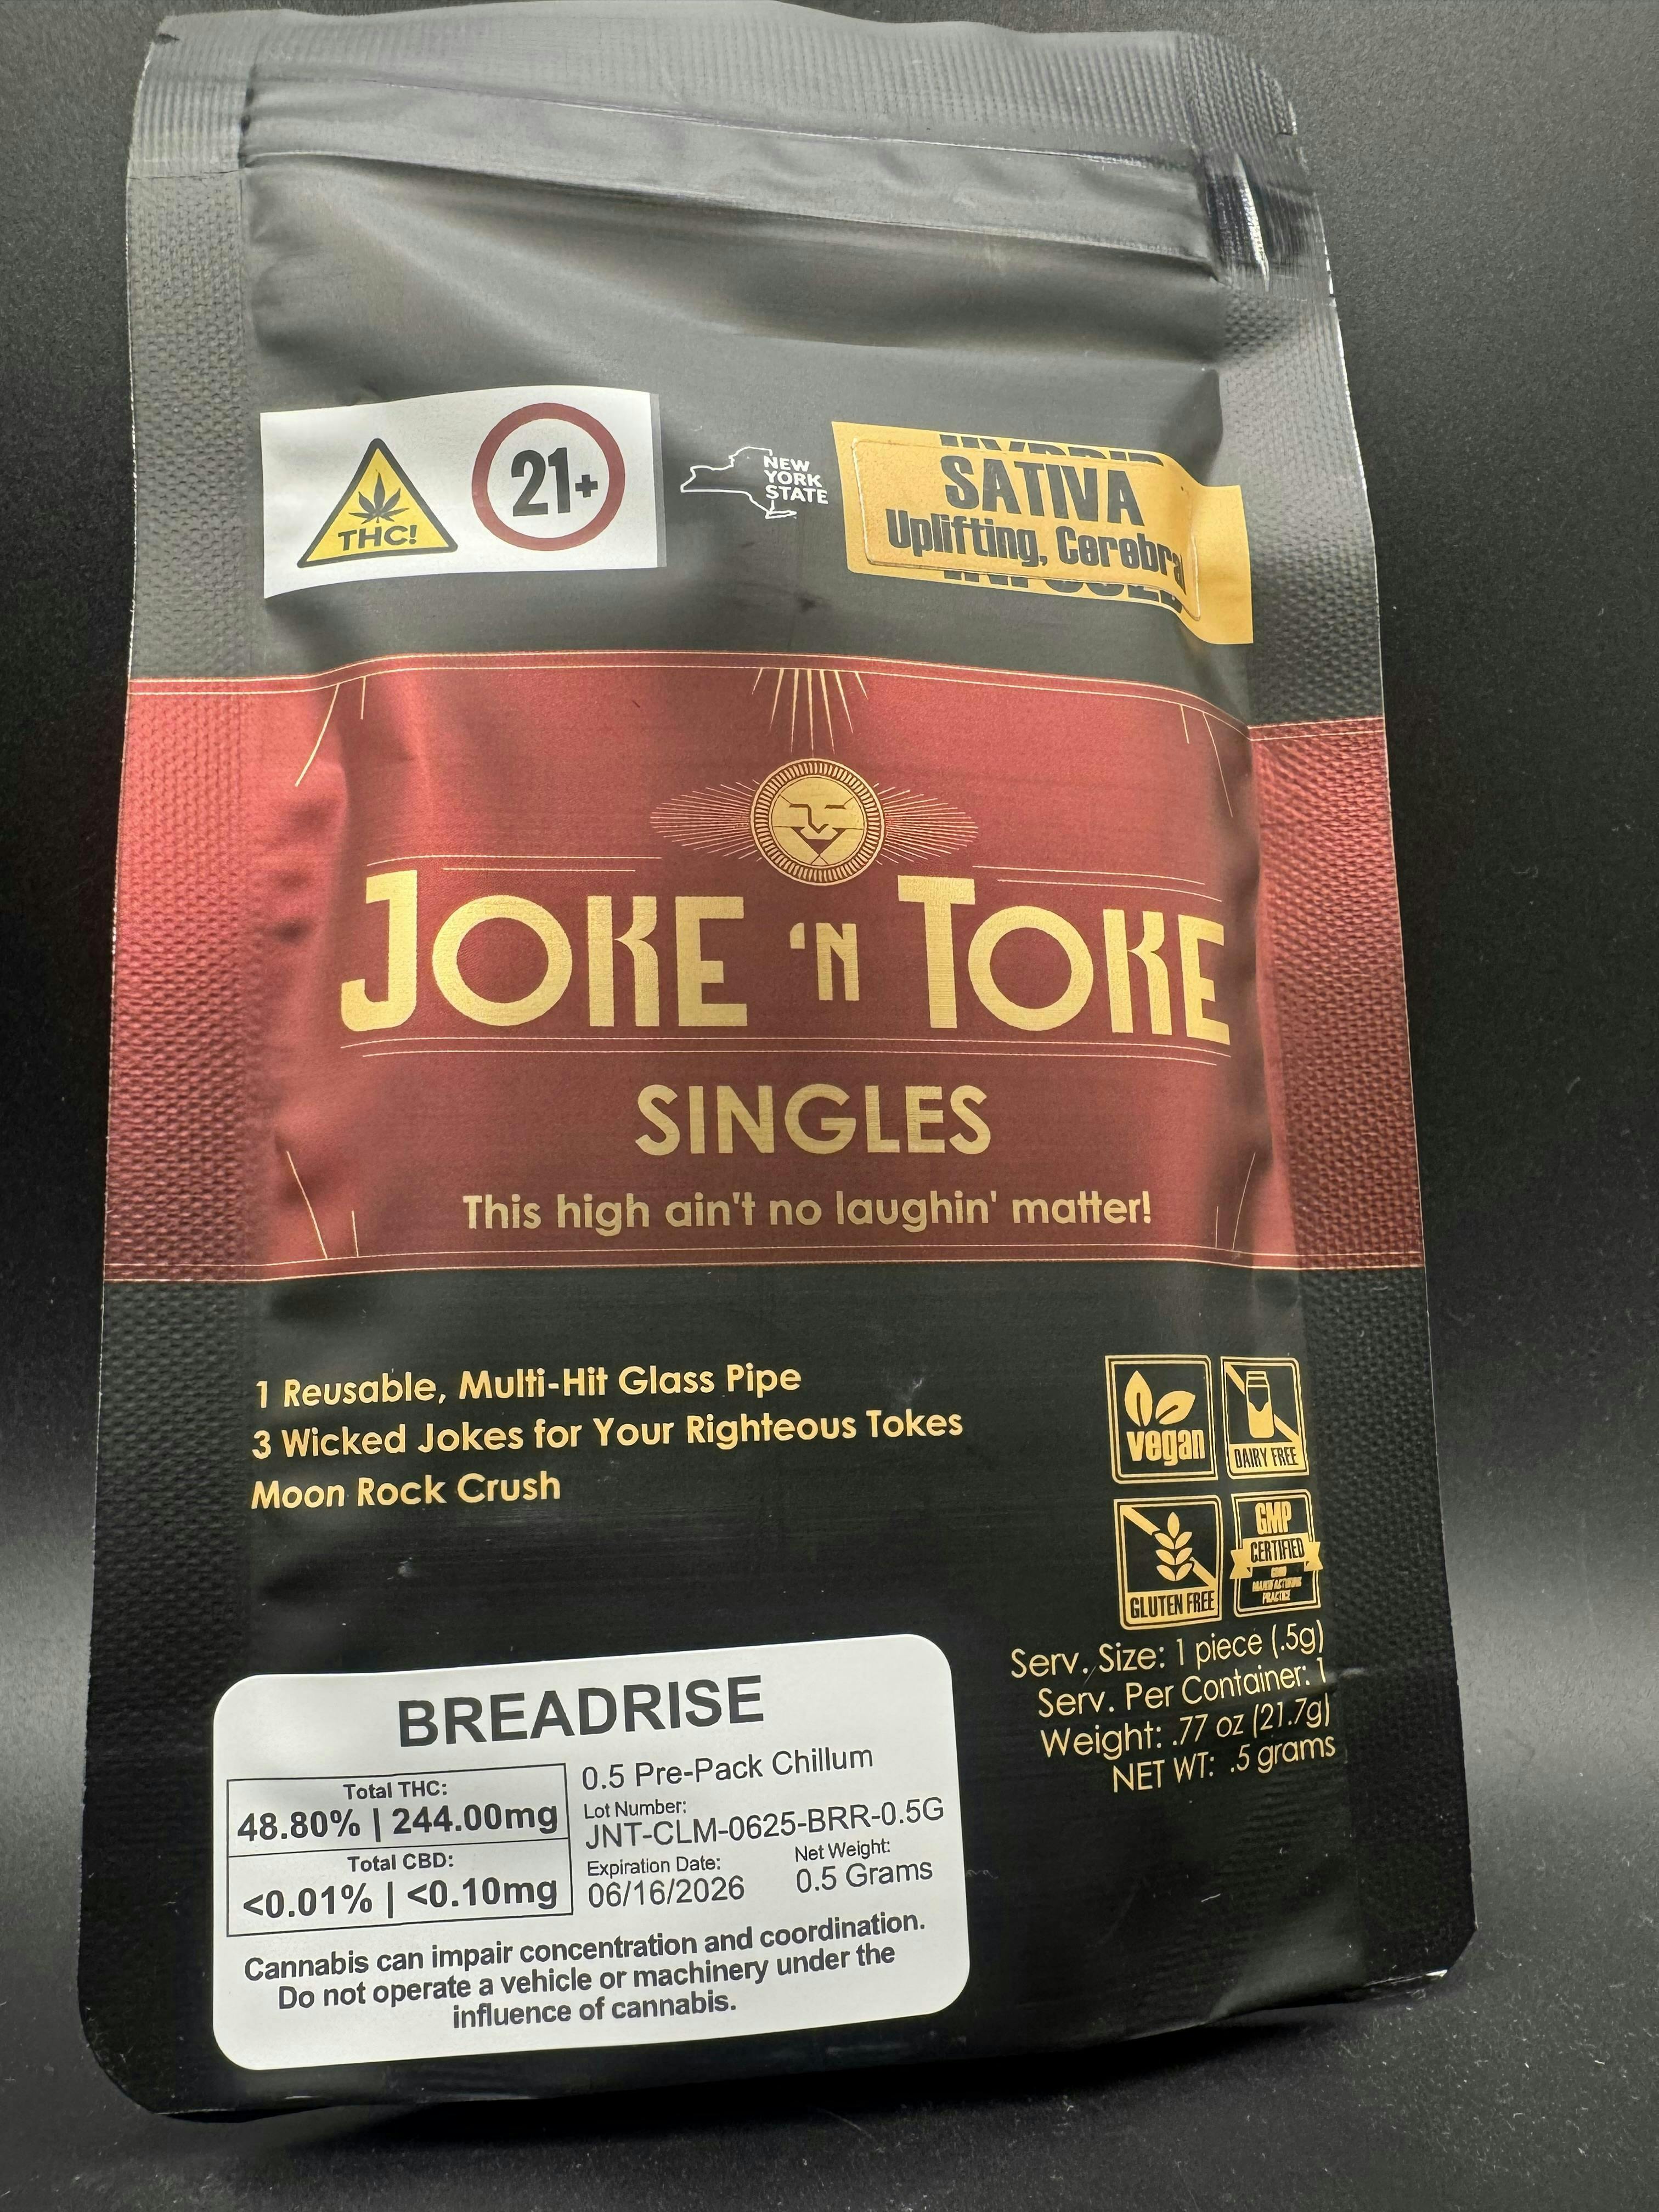 THC!
21+
NEW
YORK
STATE
SATIVA
Uplifting, Cerebra
JOKE 'N TOKE
SINGLES
This high ain't no laughin' matter!
1 Reusable, Multi-Hit Glass Pipe
3 Wicked Jokes for Your Righteous Tokes
Moon Rock Crush
vegan
DAIRY FREE
GLUTEN FREE
GMP
CERTIFIED
GOOD
MANUFACTURING
PRACTICE
Serv. Size: 1 piece (.5g)
Serv. Per Container: 1
Weight: .77 oz (21.7g)
NET WT: .5 grams
BREADRISE
Total THC:
48.80% | 244.00mg
Total CBD:
<0.01% | <0.10mg
0.5 Pre-Pack Chillum
Lot Number:
JNT-CLM-0625-BRR-0.5G
Expiration Date:
06/16/2026
Net Weight:
0.5 Grams
Cannabis can impair concentration and coordination.
Do not operate a vehicle or machinery under the
influence of cannabis.